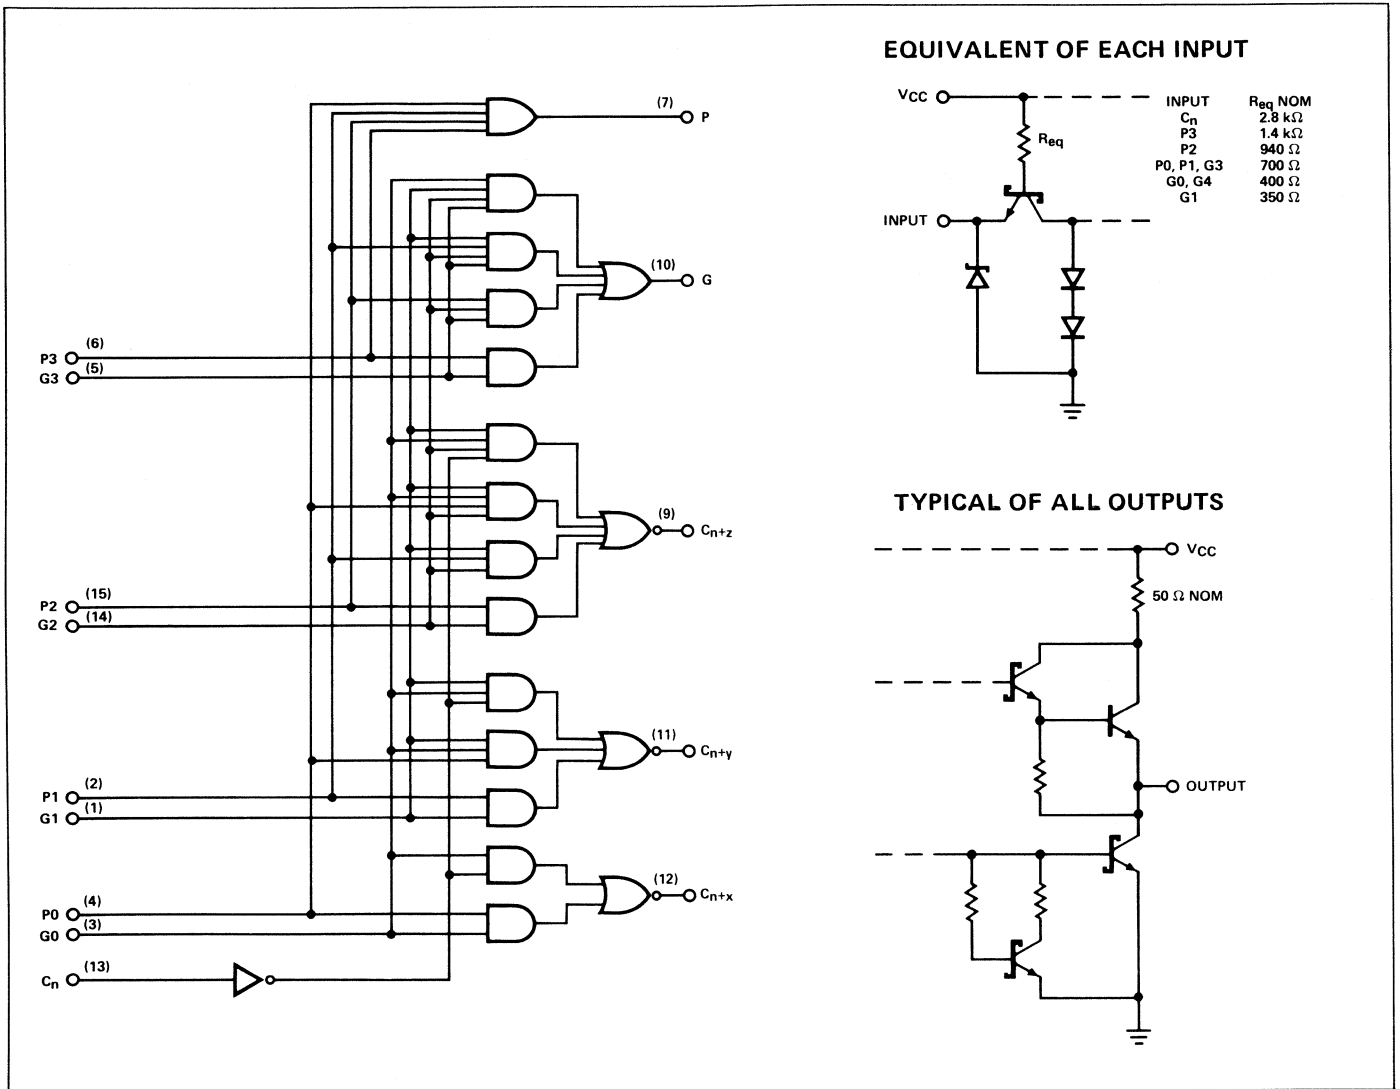 EQUIVALENT OF EACH INPUT
VCC
Req
INPUT Req NOM
Cn 2.8 kΩ
P3 1.4 kΩ
P2 940 Ω
P0, P1, G3 700 Ω
G0, G4 400 Ω
G1 350 Ω
INPUT
(7) P
(10) G
P3 (6)
G3 (5)
(9) Cn+z
P2 (15)
G2 (14)
(11) Cn+y
P1 (2)
G1 (1)
(12) Cn+x
P0 (4)
G0 (3)
Cn (13)
TYPICAL OF ALL OUTPUTS
VCC
50 Ω NOM
OUTPUT